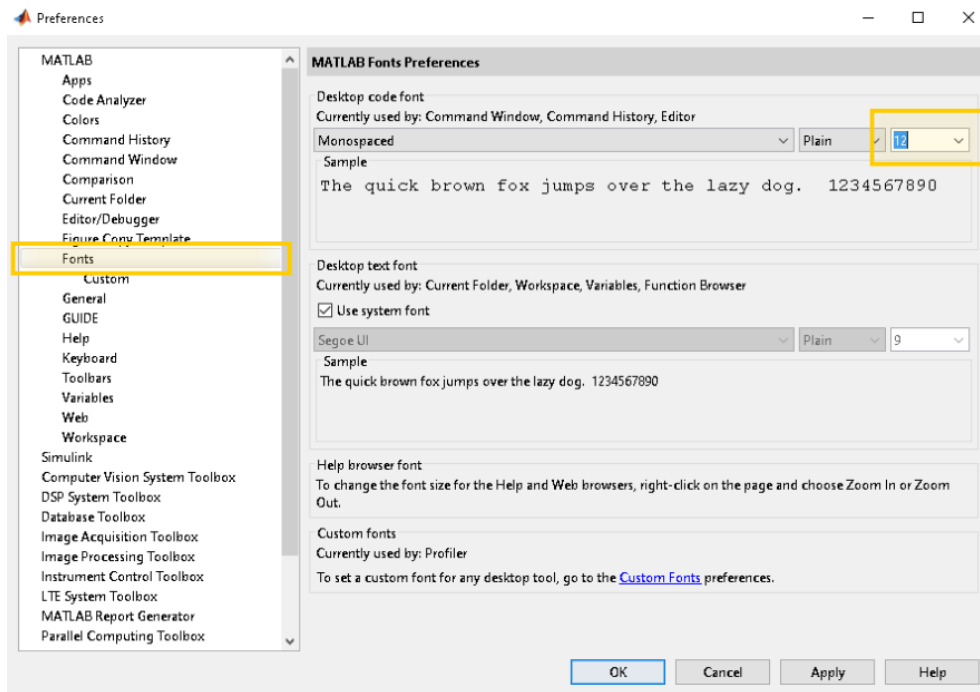 Preferences
MATLAB
Apps
Code Analyzer
Colors
Command History
Command Window
Comparison
Current Folder
Editor/Debugger
Figure Copy Template
Fonts
Custom
General
GUIDE
Help
Keyboard
Toolbars
Variables
Web
Workspace
Simulink
Computer Vision System Toolbox
DSP System Toolbox
Database Toolbox
Image Acquisition Toolbox
Image Processing Toolbox
Instrument Control Toolbox
LTE System Toolbox
MATLAB Report Generator
Parallel Computing Toolbox
MATLAB Fonts Preferences
Desktop code font
Currently used by: Command Window, Command History, Editor
Monospaced Plain 12
Sample
The quick brown fox jumps over the lazy dog. 1234567890
Desktop text font
Currently used by: Current Folder, Workspace, Variables, Function Browser
Use system font
Segoe UI Plain 9
Sample
The quick brown fox jumps over the lazy dog. 1234567890
Help browser font
To change the font size for the Help and Web browsers, right-click on the page and choose Zoom In or Zoom
Out.
Custom fonts
Currently used by: Profiler
To set a custom font for any desktop tool, go to the Custom Fonts preferences.
OK Cancel Apply Help